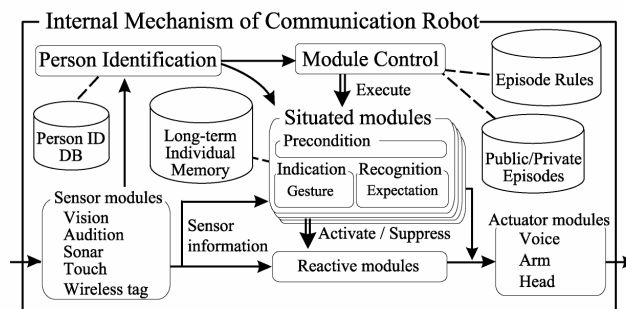 Internal Mechanism of Communication Robot
Person Identification
Module Control
Episode Rules
Execute
Person ID
DB
Long-term
Individual
Memory
Situated modules
Precondition
Indication
Gesture
Recognition
Expectation
Public/Private
Episodes
Sensor modules
Vision
Audition
Sonar
Touch
Wireless tag
Sensor
information
Activate / Suppress
Reactive modules
Actuator modules
Voice
Arm
Head